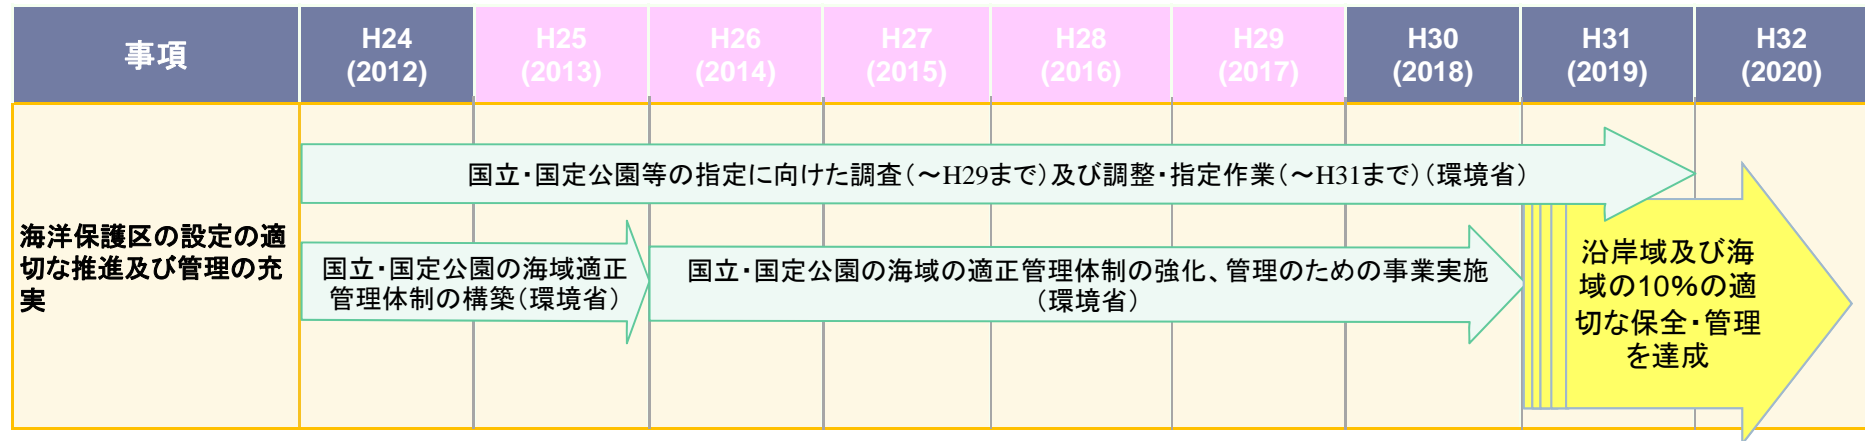 事項
H24
(2012)
H25
(2013)
H26
(2014)
H27
(2015)
H28
(2016)
H29
(2017)
H30
(2018)
H31
(2019)
H32
(2020)
海洋保護区の設定の適
切な推進及び管理の充
実
国立・国定公園等の指定に向けた調査(～H29まで)及び調整・指定作業(～H31まで)(環境省)
国立・国定公園の海域適正
管理体制の構築(環境省)
国立・国定公園の海域の適正管理体制の強化、管理のための事業実施
(環境省)
沿岸域及び海
域の10%の適
切な保全・管理
を達成